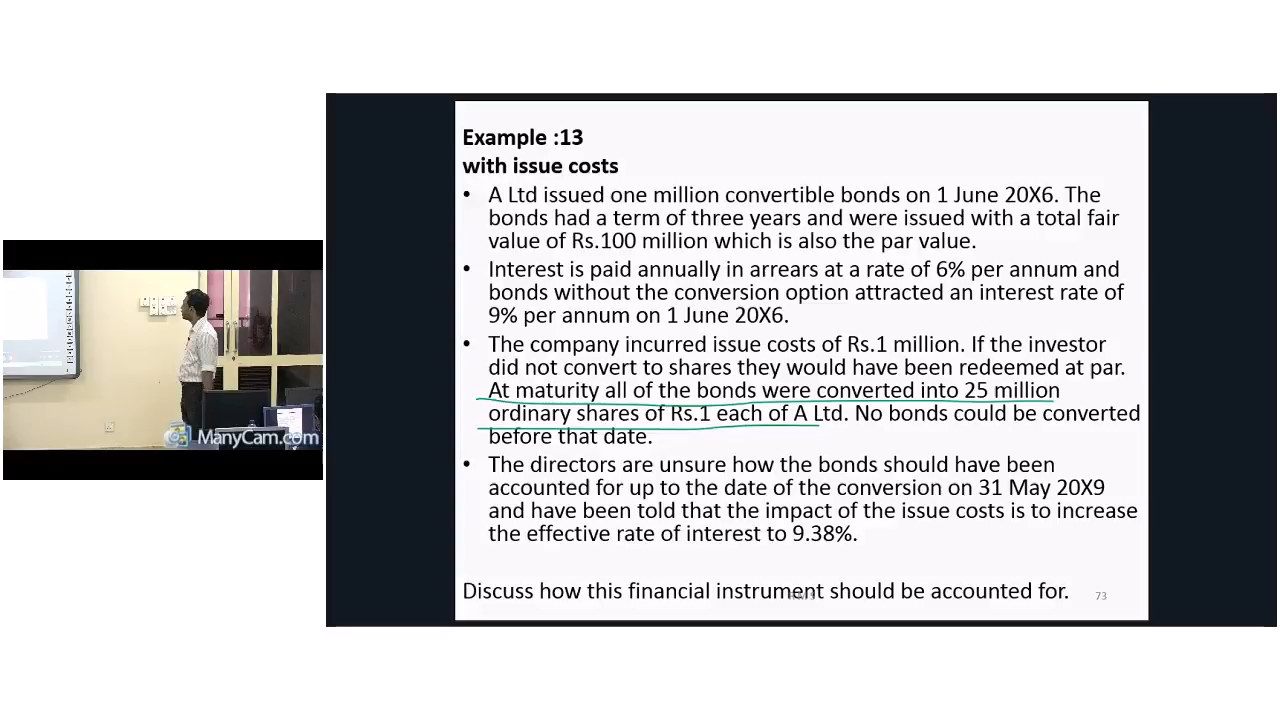 Example :13
with issue costs
• A Ltd issued one million convertible bonds on 1 June 20X6. The
bonds had a term of three years and were issued with a total fair
value of Rs.100 million which is also the par value.
• Interest is paid annually in arrears at a rate of 6% per annum and
bonds without the conversion option attracted an interest rate of
9% per annum on 1 June 20X6.
• The company incurred issue costs of Rs.1 million. If the investor
did not convert to shares they would have been redeemed at par.
At maturity all of the bonds were converted into 25 million
ordinary shares of Rs.1 each of A Ltd. No bonds could be converted
before that date.
• The directors are unsure how the bonds should have been
accounted for up to the date of the conversion on 31 May 20X9
and have been told that the impact of the issue costs is to increase
the effective rate of interest to 9.38%.
Discuss how this financial instrument should be accounted for.
73
ManyCam.com